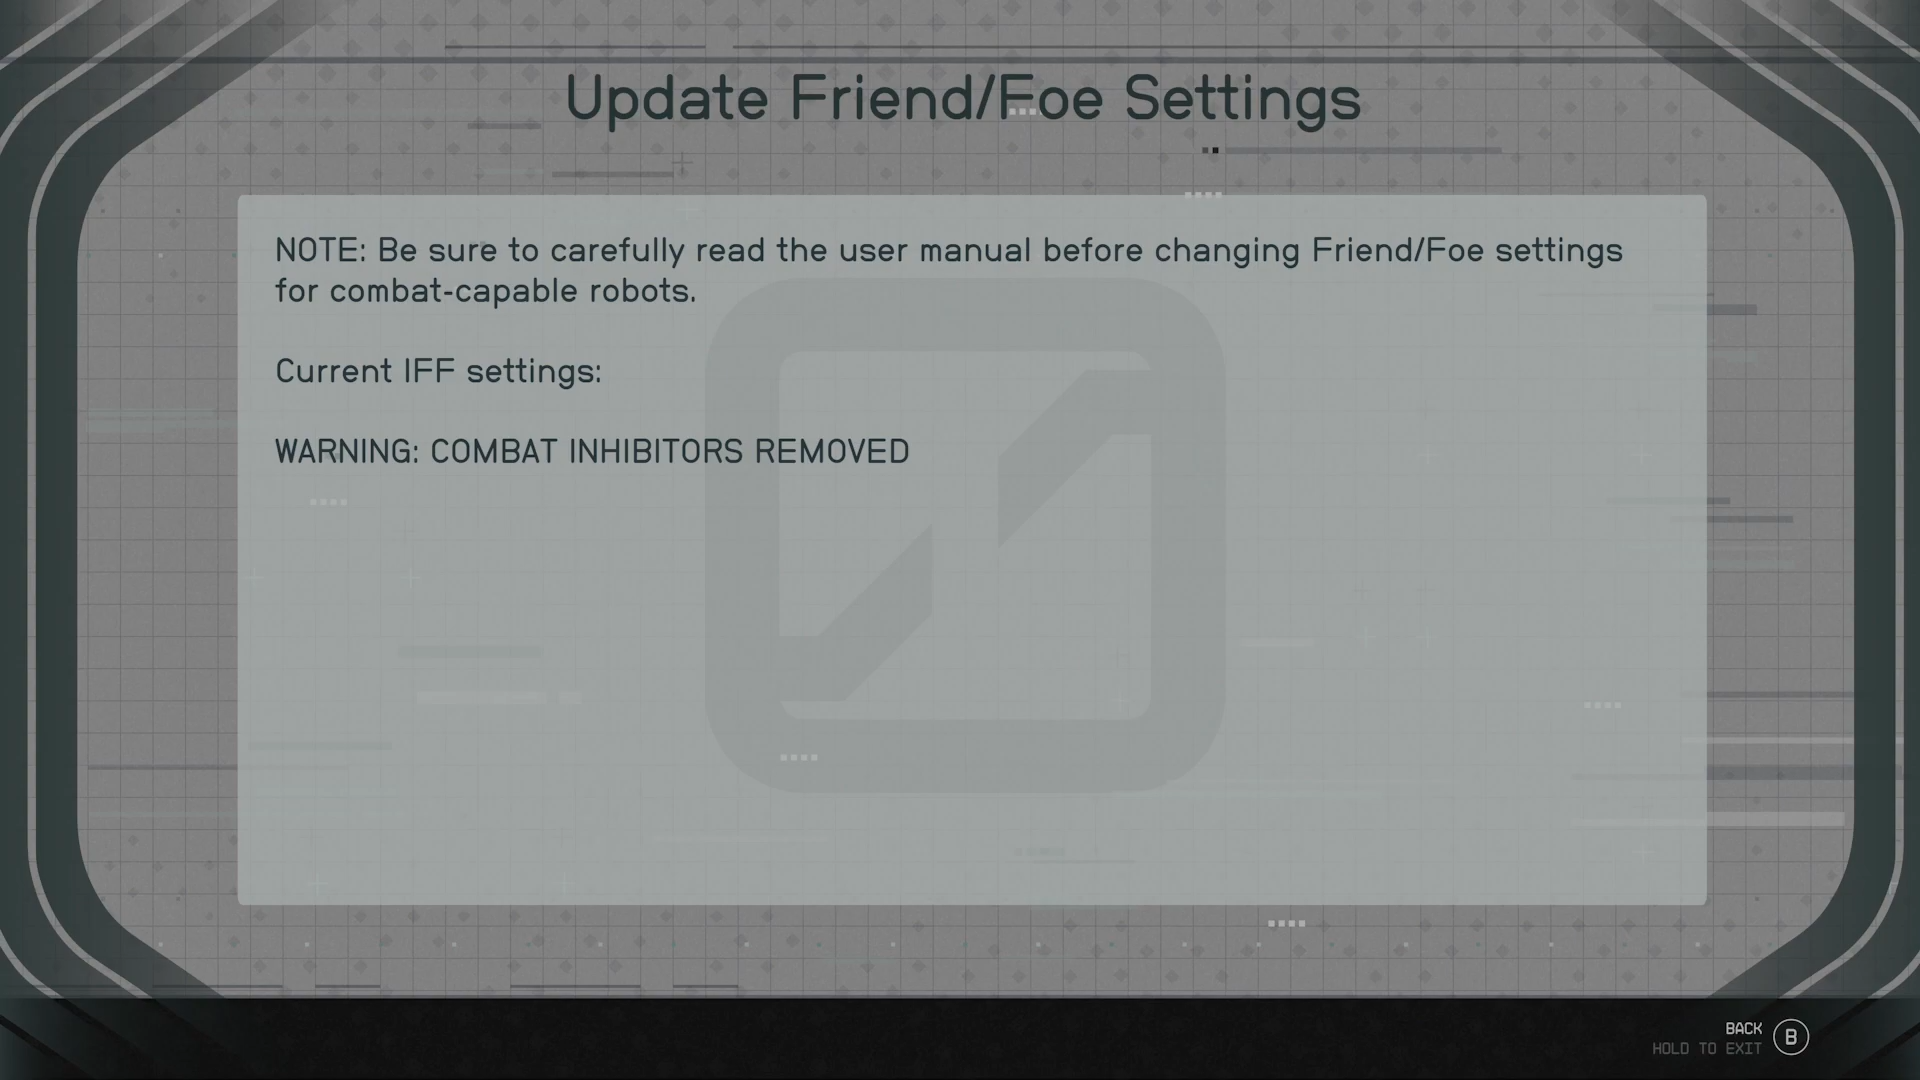 Update Friend/Foe Settings
NOTE: Be sure to carefully read the user manual before changing Friend/Foe settings
for combat-capable robots.
Current IFF settings:
WARNING: COMBAT INHIBITORS REMOVED
BACK
HOLD TO EXIT
B